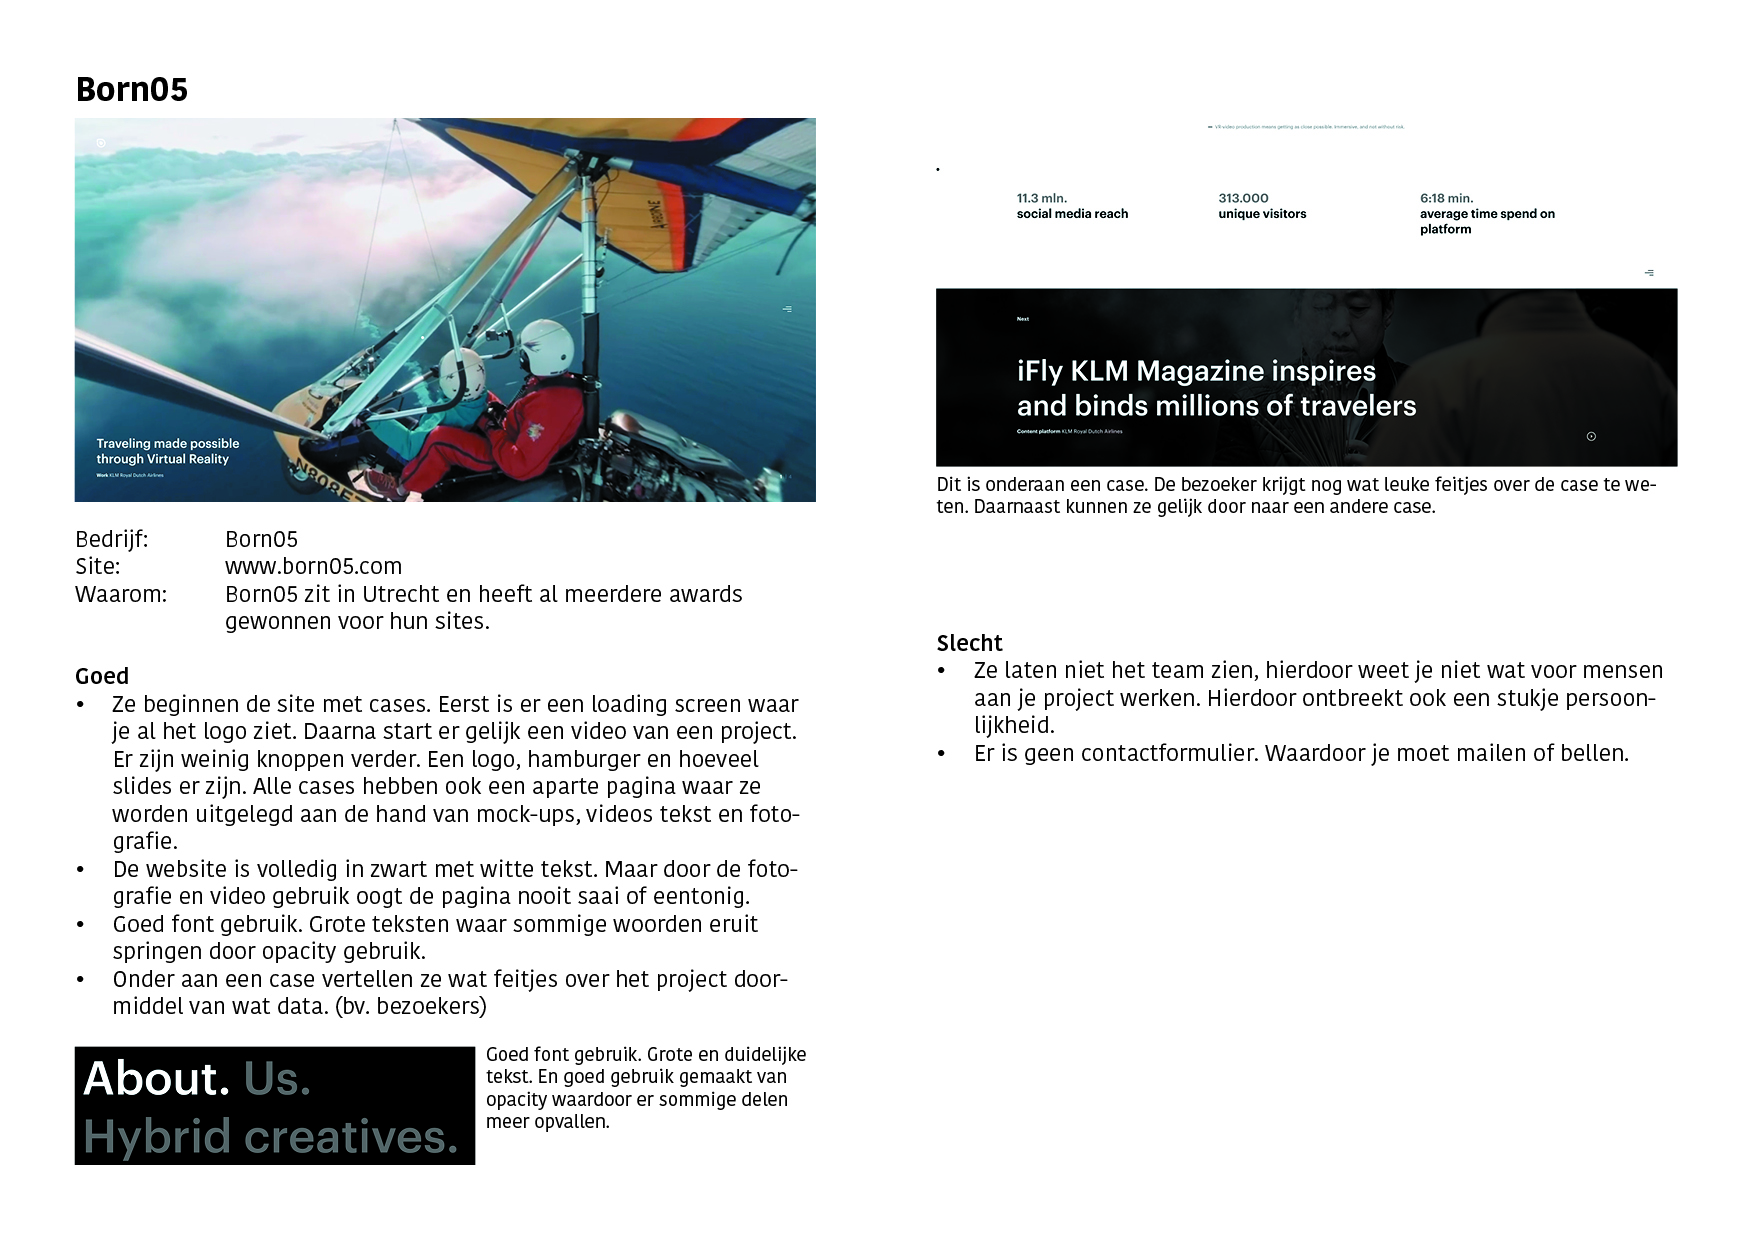 Born05
AIRBORNE
Traveling made possible
through Virtual Reality
Work KLM Royal Dutch Airlines
Bedrijf: Born05
Site: www.born05.com
Waarom: Born05 zit in Utrecht en heeft al meerdere awards
gewonnen voor hun sites.
Goed
• Ze beginnen de site met cases. Eerst is er een loading screen waar
je al het logo ziet. Daarna start er gelijk een video van een project.
Er zijn weinig knoppen verder. Een logo, hamburger en hoeveel
slides er zijn. Alle cases hebben ook een aparte pagina waar ze
worden uitgelegd aan de hand van mock-ups, videos tekst en foto-
grafie.
• De website is volledig in zwart met witte tekst. Maar door de foto-
grafie en video gebruik oogt de pagina nooit saai of eentonig.
• Goed font gebruik. Grote teksten waar sommige woorden eruit
springen door opacity gebruik.
• Onder aan een case vertellen ze wat feitjes over het project door-
middel van wat data. (bv. bezoekers)
About. Us.
Hybrid creatives.
Goed font gebruik. Grote en duidelijke
tekst. En goed gebruik gemaakt van
opacity waardoor er sommige delen
meer opvallen.
VR video production means getting as close possible. Immersive, and not without risk.
.
11.3 mln.
social media reach
313.000
unique visitors
6:18 min.
average time spend on
platform
Next
iFly KLM Magazine inspires
and binds millions of travelers
Content platform KLM Royal Dutch Airlines
Dit is onderaan een case. De bezoeker krijgt nog wat leuke feitjes over de case te we-
ten. Daarnaast kunnen ze gelijk door naar een andere case.
Slecht
• Ze laten niet het team zien, hierdoor weet je niet wat voor mensen
aan je project werken. Hierdoor ontbreekt ook een stukje persoon-
lijkheid.
• Er is geen contactformulier. Waardoor je moet mailen of bellen.